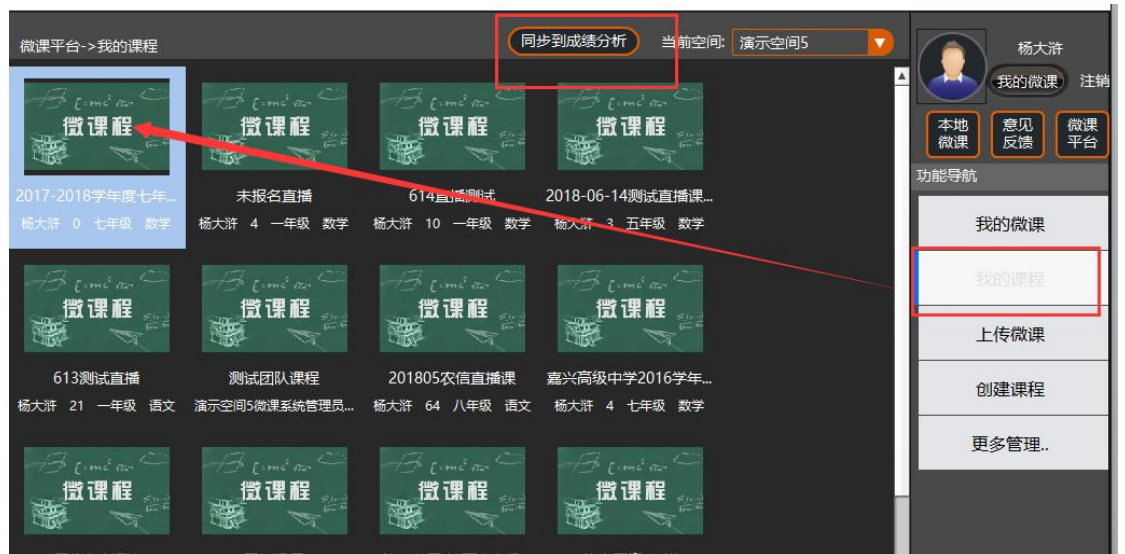 微课平台->我的课程
同步到成绩分析
当前空间:
演示空间5
微课程
2017-2018学年度七年...
杨大浒 0 七年级 数学
微课程
未报名直播
杨大浒 4 一年级 数学
微课程
614直播测试
杨大浒 10 一年级 数学
微课程
2018-06-14测试直播课...
杨大浒 3 五年级 数学
微课程
613测试直播
杨大浒 21 一年级 语文
微课程
测试团队课程
演示空间5微课系统管理员...
微课程
201805农信直播课
杨大浒 64 八年级 语文
微课程
嘉兴高级中学2016学年...
杨大浒 4 七年级 数学
微课程
微课程
微课程
微课程
杨大浒
我的微课
注销
本地
微课
意见
反馈
微课
平台
功能导航
我的微课
我的课程
上传微课
创建课程
更多管理..